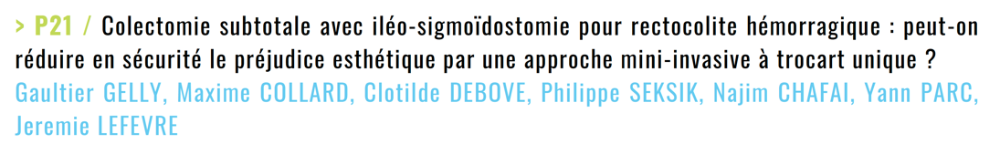 > P21 / Colectomie subtotale avec iléo-sigmoïdostomie pour rectocolite hémorragique : peut-on
réduire en sécurité le préjudice esthétique par une approche mini-invasive à trocart unique ?
Gaultier GELLY, Maxime COLLARD, Clotilde DEBOVE, Philippe SEKSIK, Najim CHAFAI, Yann PARC,
Jeremie LEFEVRE